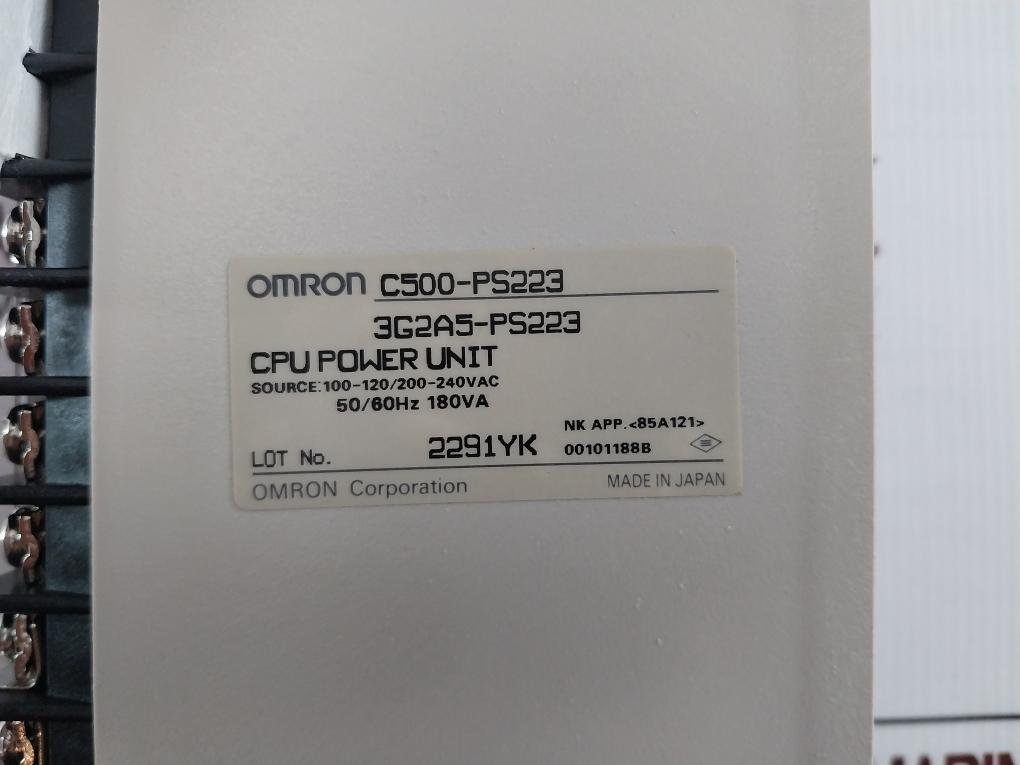 OMRON C500-PS223
3G2A5-PS223
CPU POWER UNIT
SOURCE:100-120/200-240VAC
50/60Hz 180VA
NK APP.<85A121>
LOT No. 2291YK 00101188B
OMRON Corporation MADE IN JAPAN